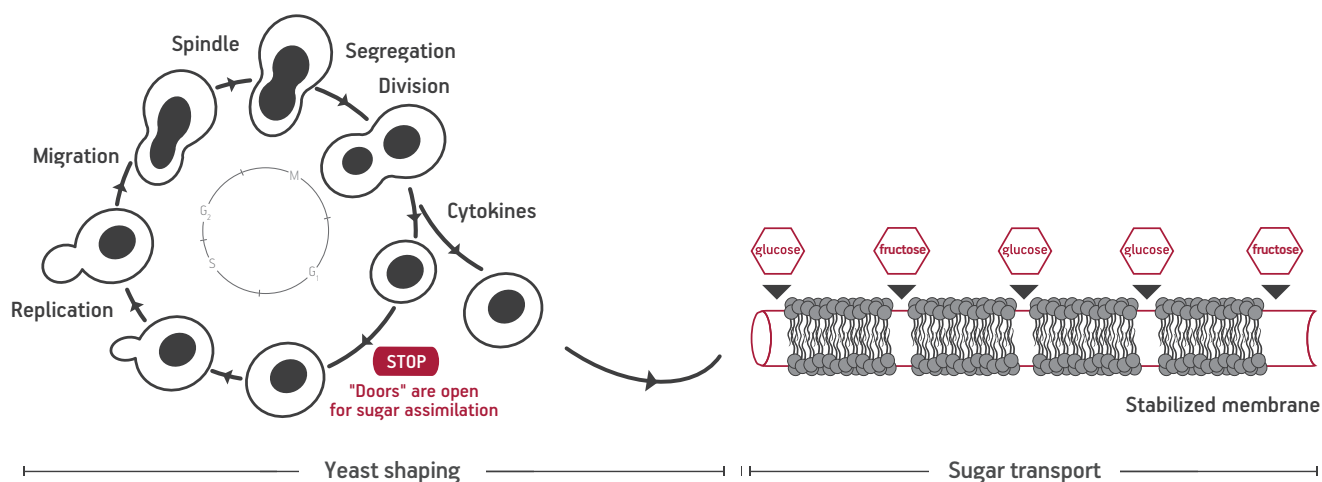 Spindle
Segregation
Division
Migration
M
G2
S
G1
Cytokines
Replication
STOP
"Doors" are open
for sugar assimilation
glucose
fructose
glucose
glucose
fructose
Stabilized membrane
Yeast shaping
Sugar transport